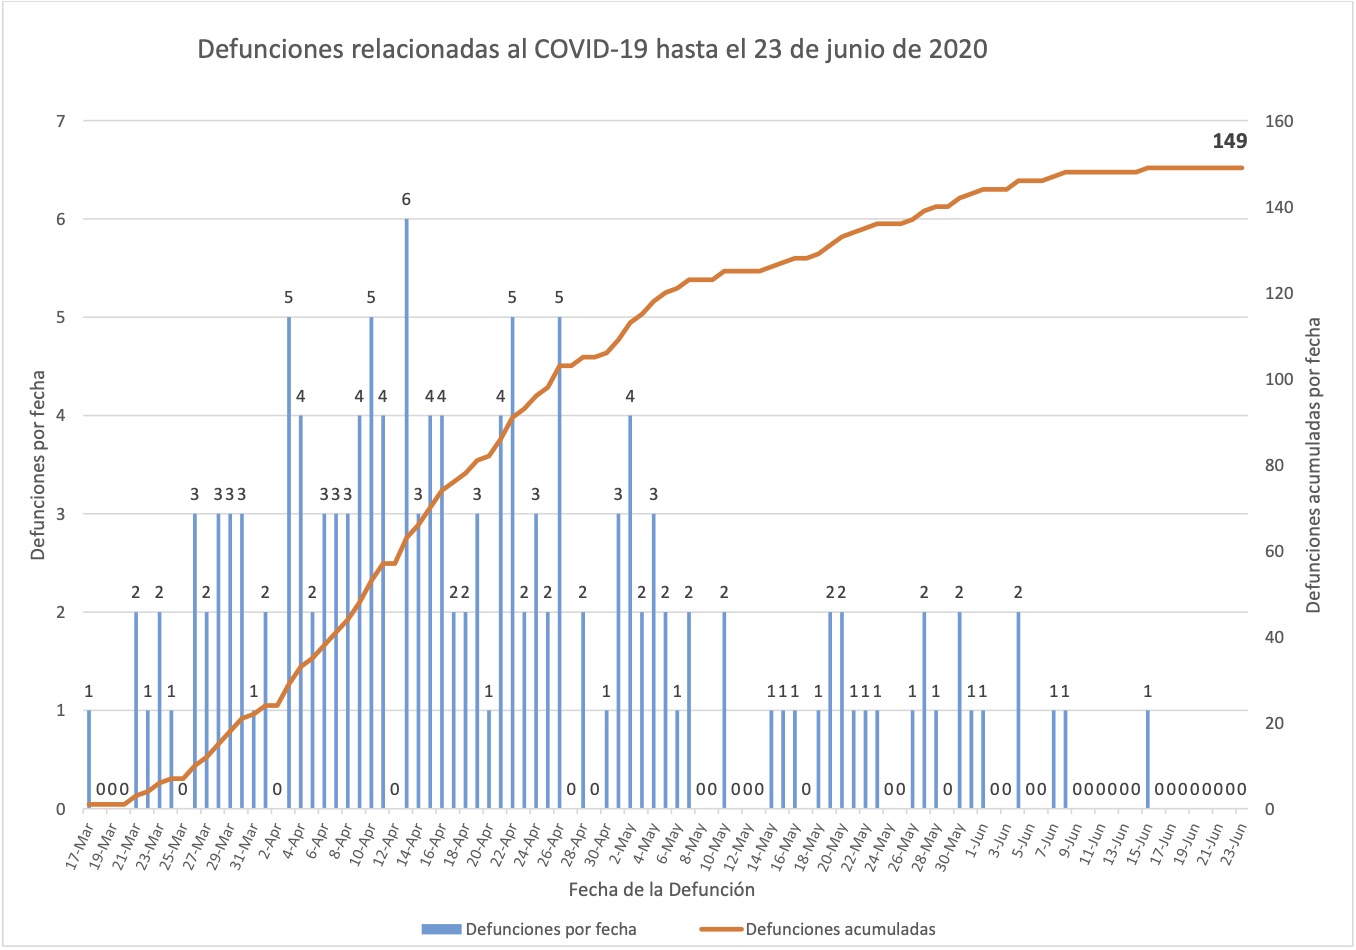 Defunciones relacionadas al COVID-19 hasta el 23 de junio de 2020
7
6
5
4
3
2
1
0
Defunciones por fecha
160
140
120
100
80
60
40
20
0
Defunciones acumuladas por fecha
149
1 0 0 0 2 1 2 1 0 3 2 3 3 3 1 2 0 5 4 2 3 3 3 4 5 4 0 6 3 4 4 2 2 3 1 4 5 2 3 2 5 0 2 0 1 3 4 2 3 2 1 2 0 0 2 0 0 0 1 1 1 0 1 2 2 1 1 1 0 0 1 2 1 0 2 1 1 0 0 2 0 0 1 1 0 0 0 0 0 0 1 0 0 0 0 0 0 0 0
17-Mar 19-Mar 21-Mar 23-Mar 25-Mar 27-Mar 29-Mar 31-Mar 2-Apr 4-Apr 6-Apr 8-Apr 10-Apr 12-Apr 14-Apr 16-Apr 18-Apr 20-Apr 22-Apr 24-Apr 26-Apr 28-Apr 30-Apr 2-May 4-May 6-May 8-May 10-May 12-May 14-May 16-May 18-May 20-May 22-May 24-May 26-May 28-May 30-May 1-Jun 3-Jun 5-Jun 7-Jun 9-Jun 11-Jun 13-Jun 15-Jun 17-Jun 19-Jun 21-Jun 23-Jun
Fecha de la Defunción
Defunciones por fecha
Defunciones acumuladas